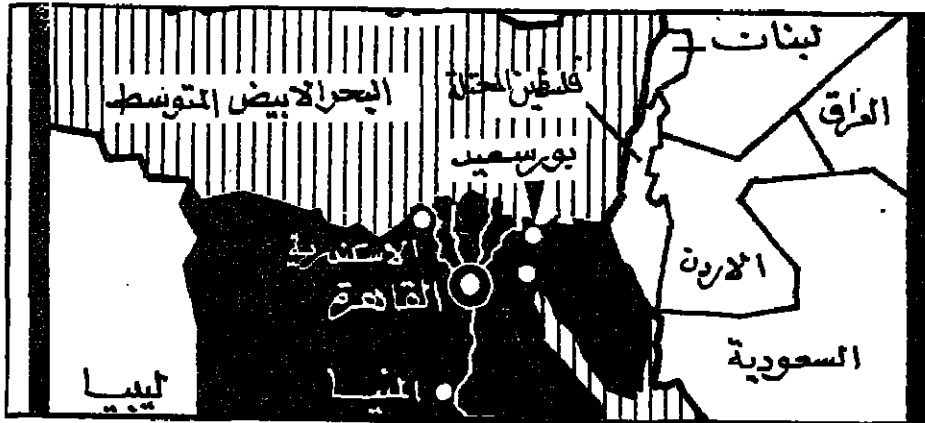 لبنان
فلسطين المحتلة
البحر الابيض المتوسط
العراق
بورسعيد
الاسكندرية
الاردن
القاهرة
السعودية
المنيا
ليبيا